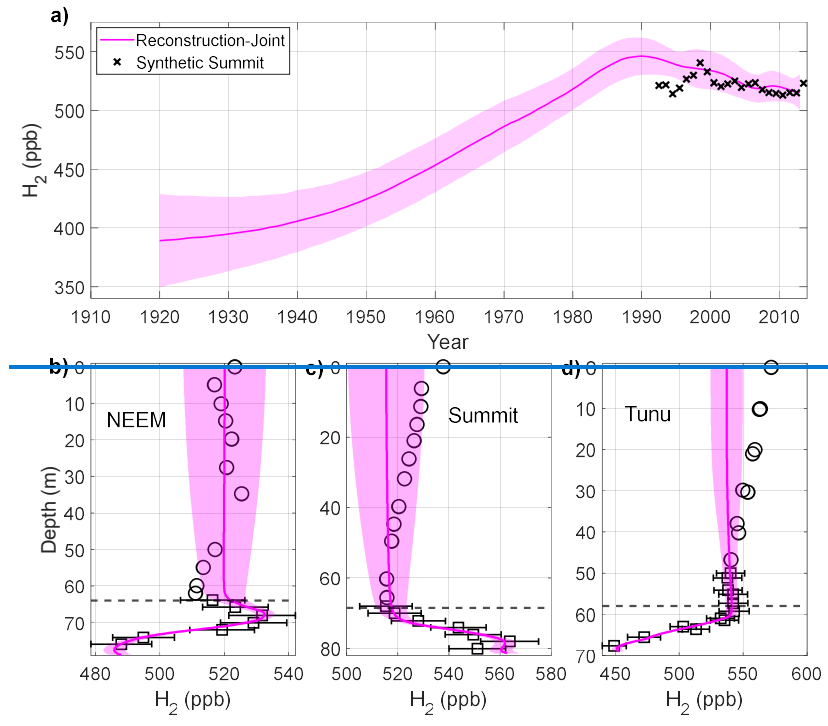 a)
Reconstruction-Joint
Synthetic Summit
550
500
450
400
350
H2 (ppb)
1910 1920 1930 1940 1950 1960 1970 1980 1990 2000 2010
Year
b) c) d)
0 0 0
10
20
30
40
50
60
70
Depth (m)
NEEM
480 500 520 540
H2 (ppb)
20
40
60
80
Summit
500 520 540 560 580
H2 (ppb)
10
20
30
40
50
60
70
Tunu
450 500 550 600
H2 (ppb)